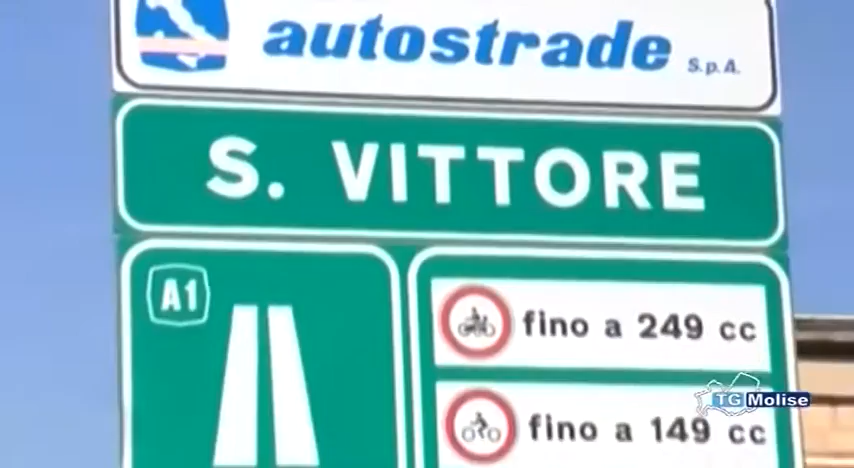 autostrade S.p.A.
S. VITTORE
A1
fino a 249 cc
fino a 149 cc
TG Molise